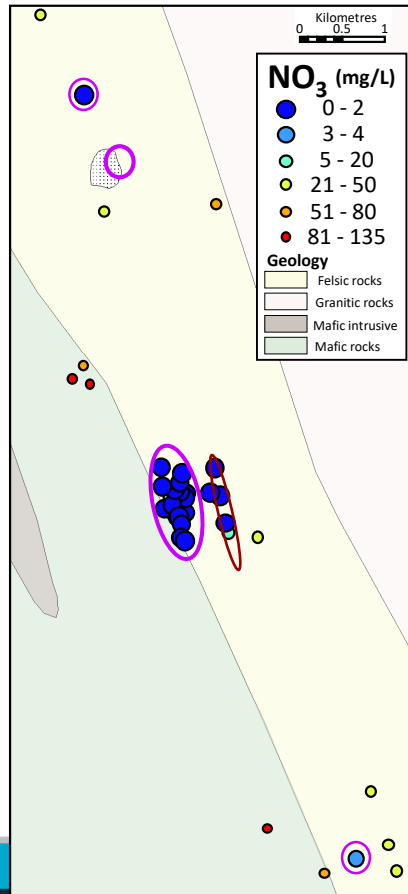 Kilometres
0 0.5 1
NO3 (mg/L)
0 - 2
3 - 4
5 - 20
21 - 50
51 - 80
81 - 135
Geology
Felsic rocks
Granitic rocks
Mafic intrusive
Mafic rocks